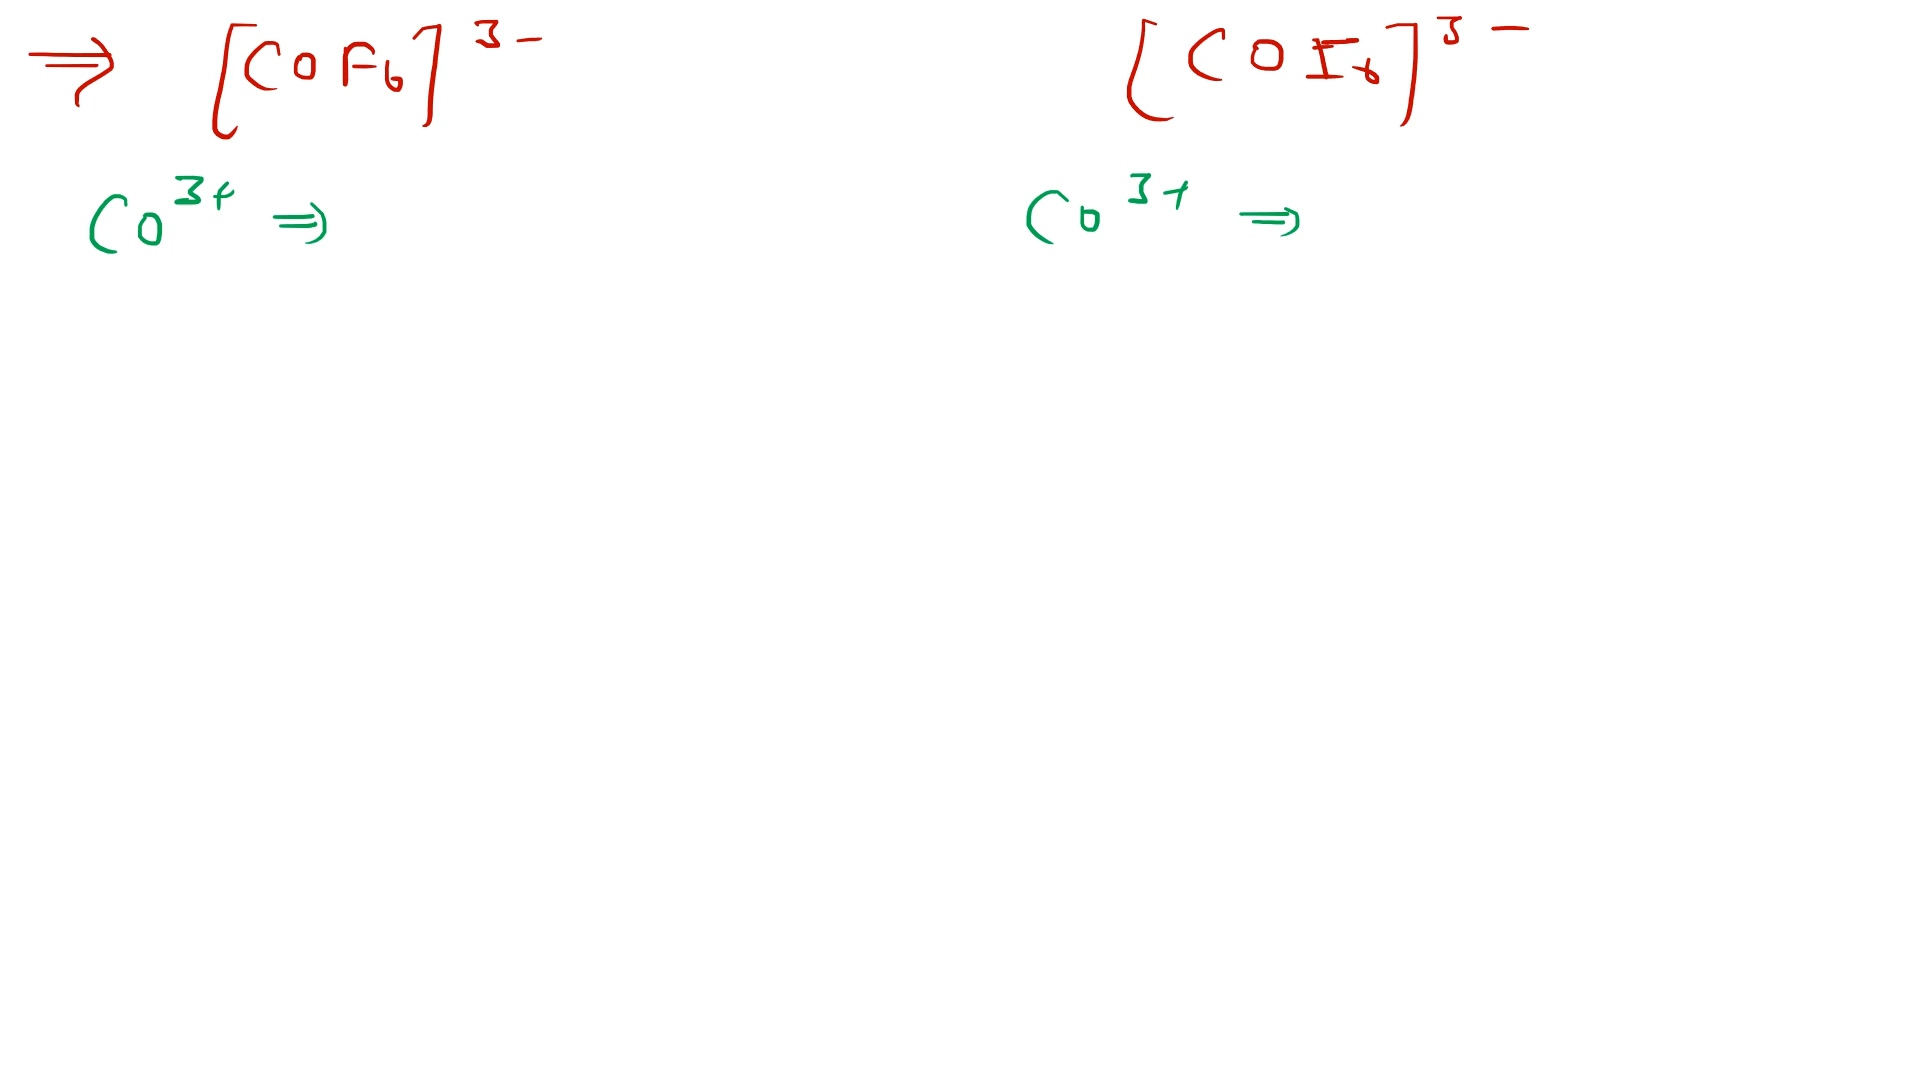 ⇒ [CoF₆]³⁻ [COI₆]³⁻
Co³⁺ ⇒ Co³⁺ ⇒